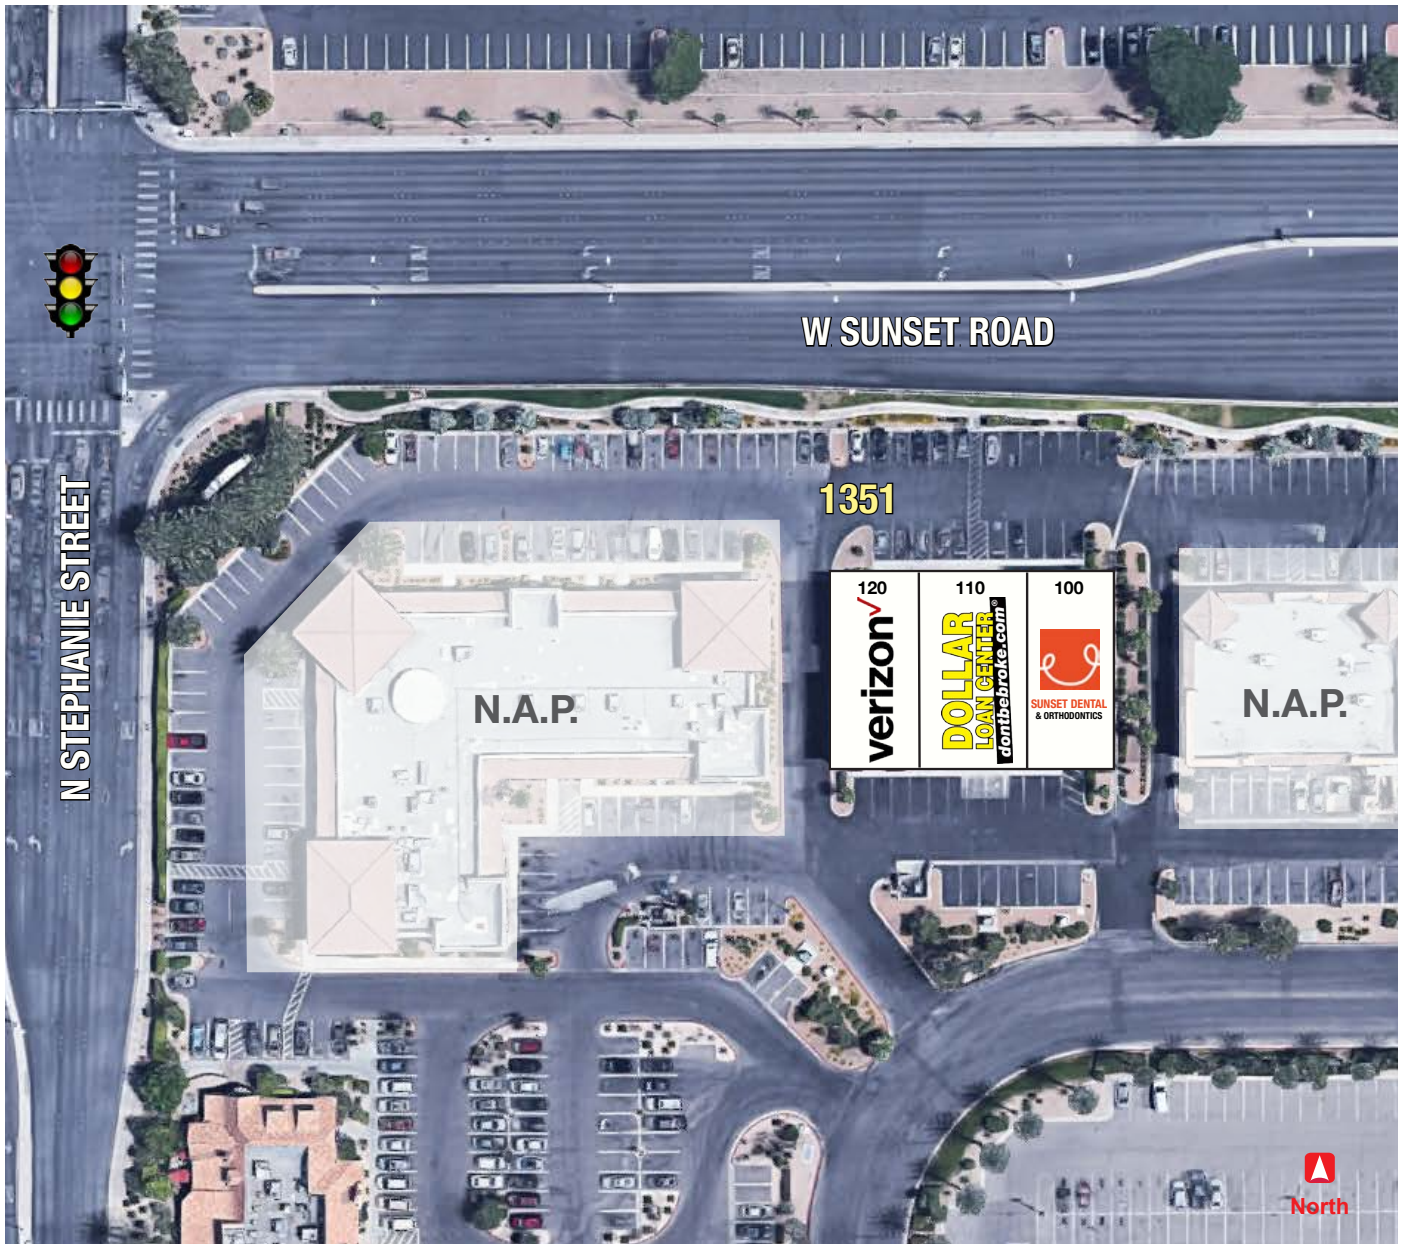 W SUNSET ROAD
N STEPHANIE STREET
1351
120
verizon
110
DOLLAR
LOAN CENTER
dontbebroke.com®
100
SUNSET DENTAL
& ORTHODONTICS
N.A.P.
N.A.P.
North